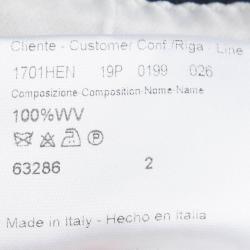 Cliente - Customer Conf./Riga - Line
1701HEN 19P 0199 026
Composizione-Composition-Nome-Name
100%WV
P
63286 2
Made in Italy - Hecho en Italia